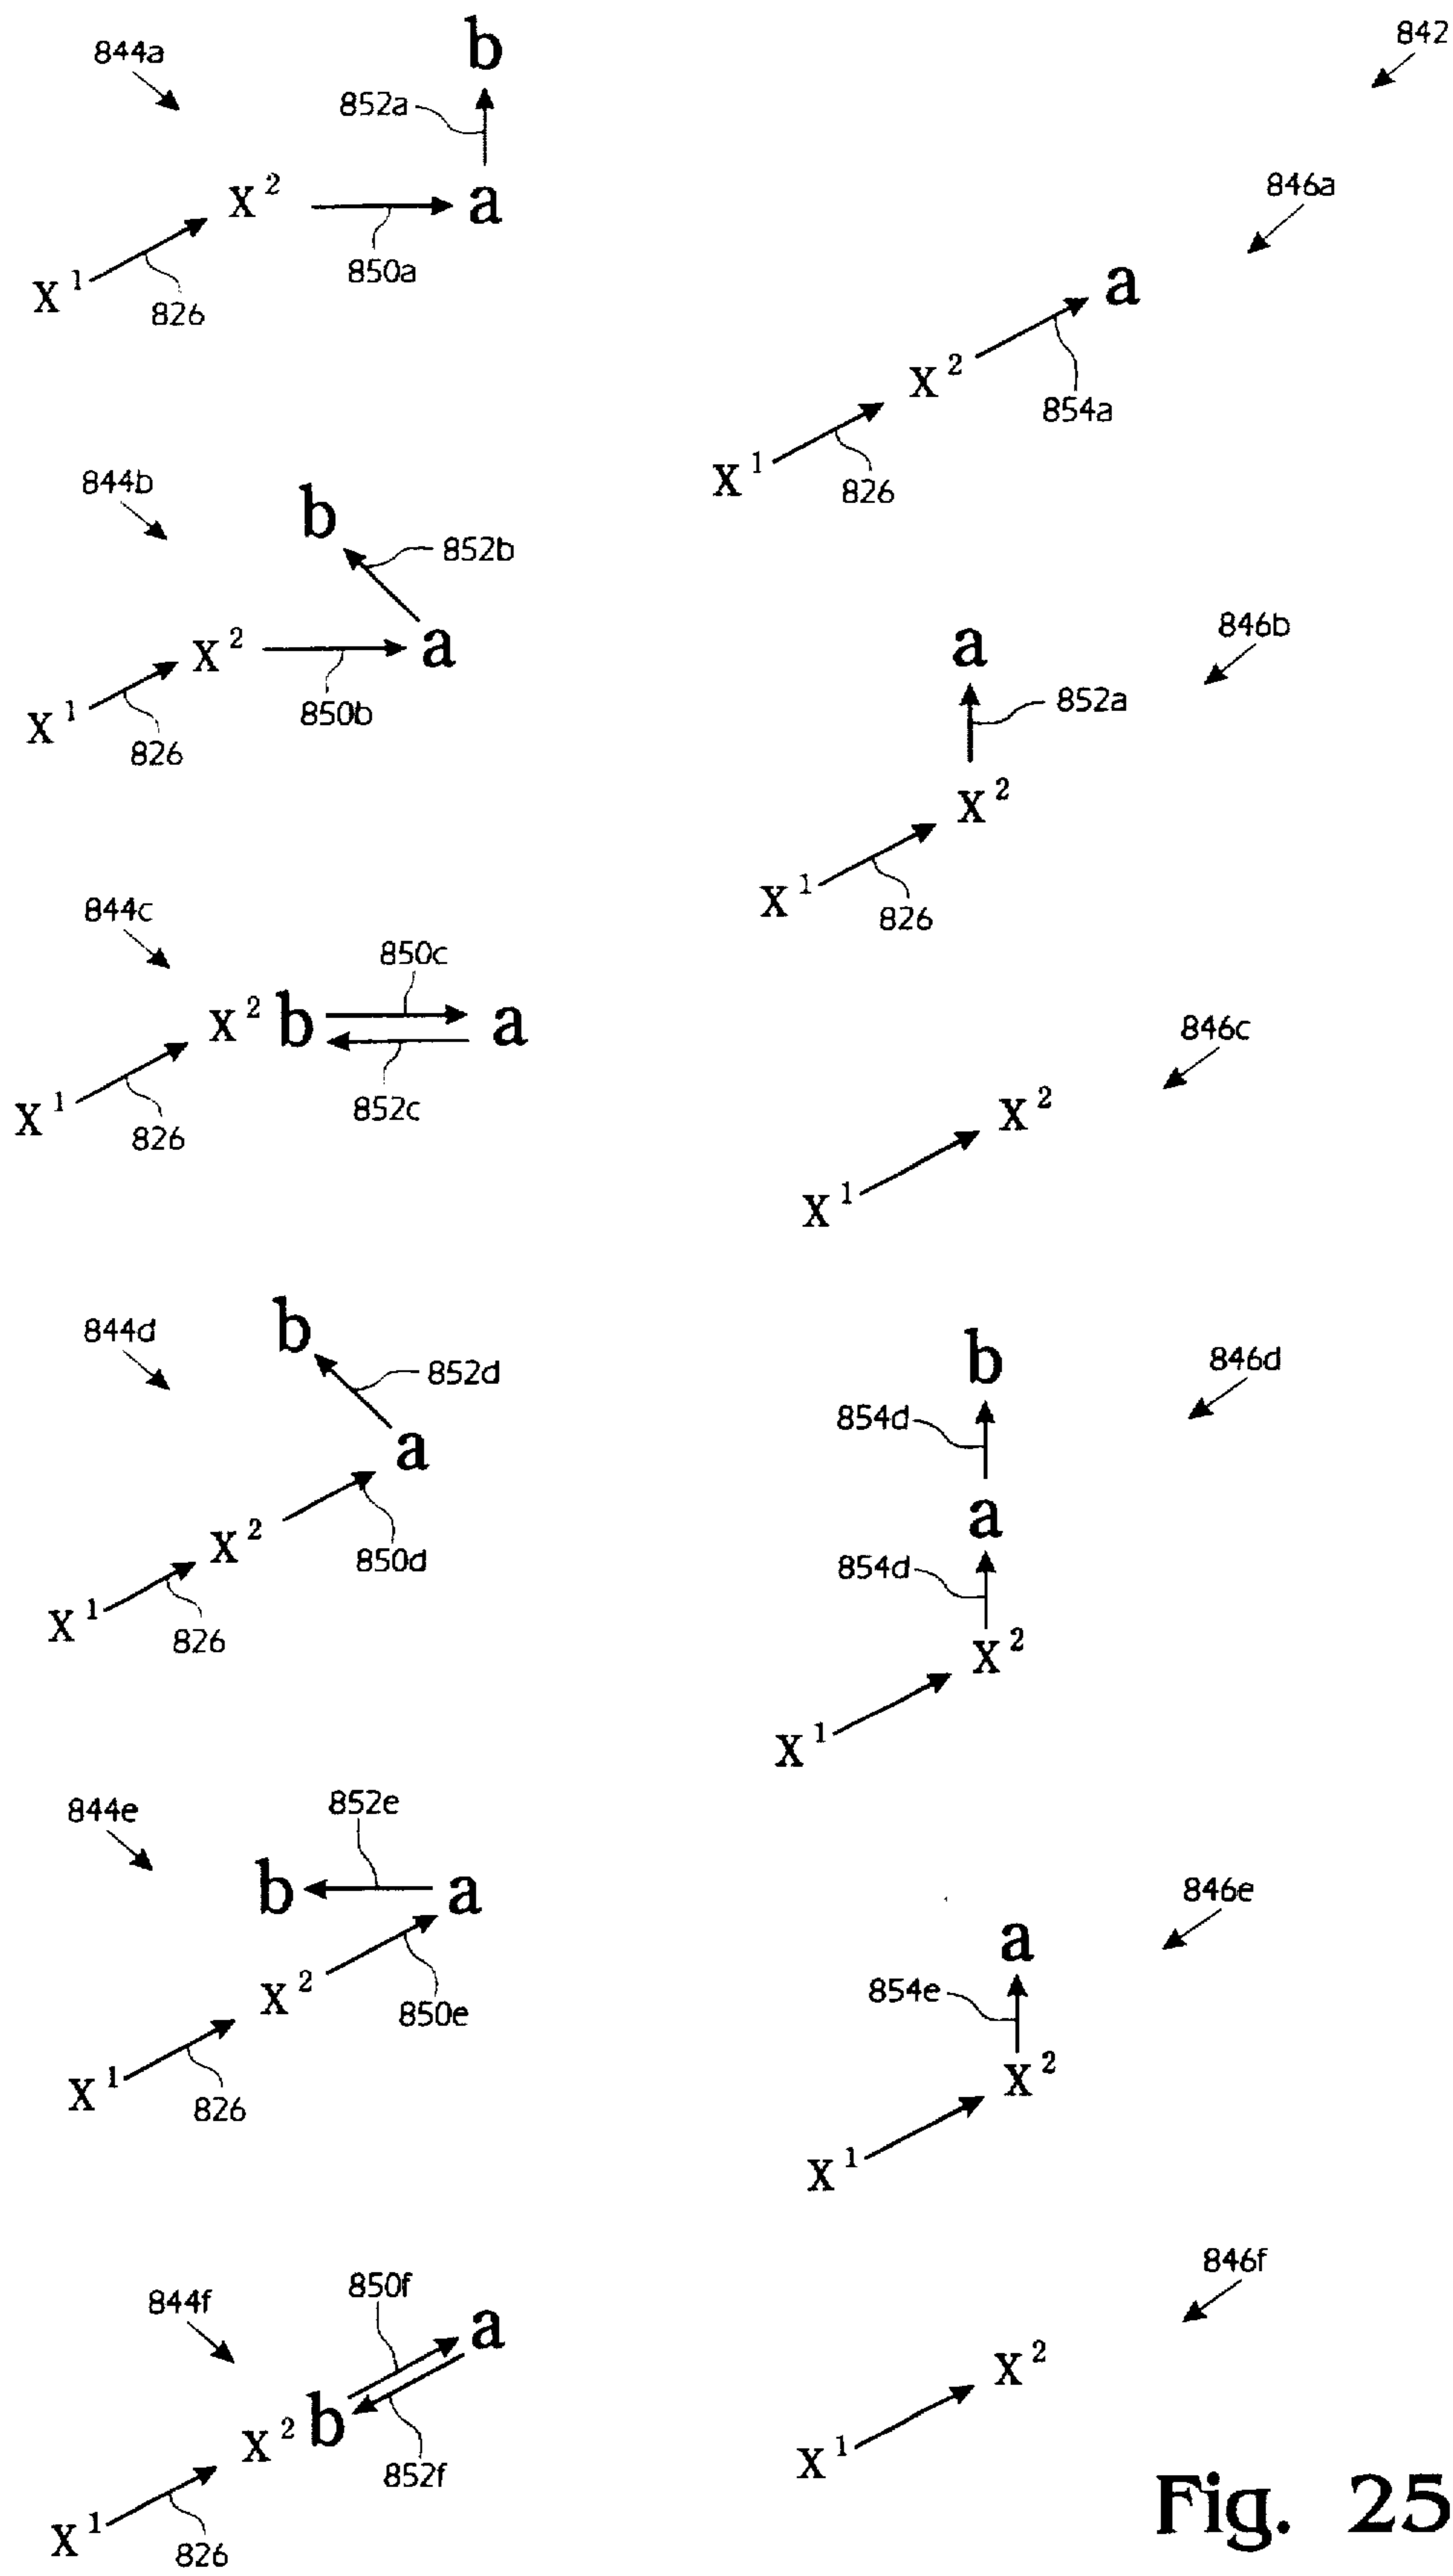 844a
b
852a
x² a
850a
x¹
826
844b
b
852b
x² a
850b
x¹
826
844c
850c
x² b a
852c
x¹
826
844d
b
852d
a
x²
850d
x¹
826
844e
852e
b a
x²
850e
x¹
826
844f
850f
a
x² b
852f
x¹
826
842
846a
a
x²
854a
x¹
826
846b
a
852a
x²
x¹
826
846c
x²
x¹
846d
b
854d
a
854d
x²
x¹
846e
a
854e
x²
x¹
846f
x²
x¹
Fig. 25